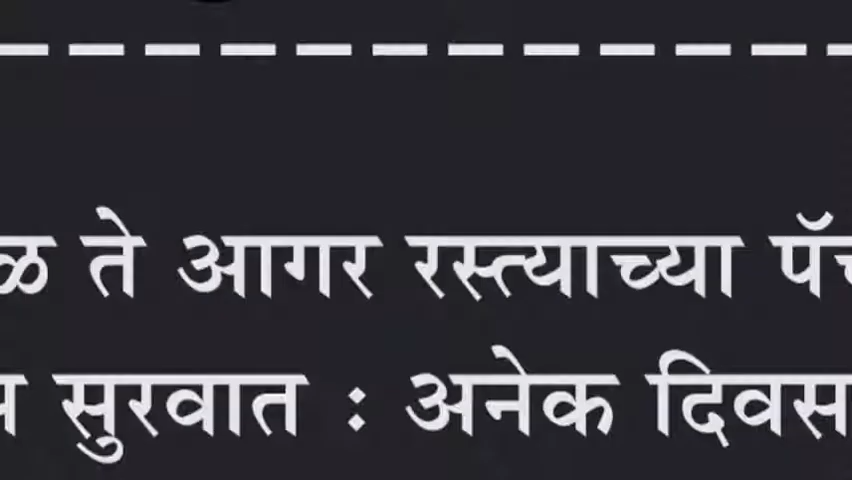 ते आगर रस्त्याच्या
सुरवात : अनेक दिवस